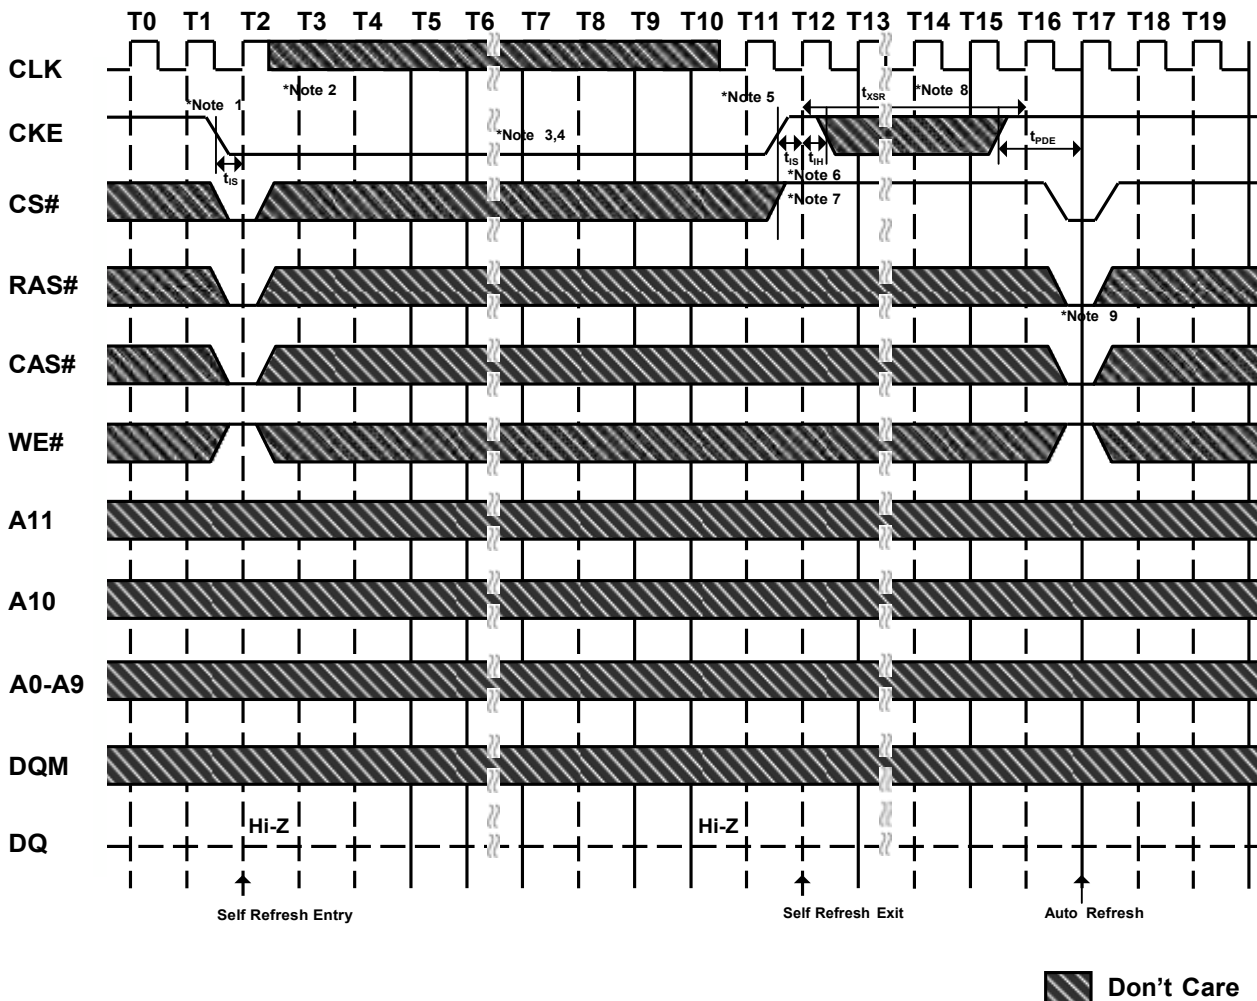 T0 T1 T2 T3 T4 T5 T6 T7 T8 T9 T10 T11 T12 T13 T14 T15 T16 T17 T18 T19
CLK
*Note 2
*Note 1
*Note 5
tXSR
*Note 8
CKE
*Note 3,4
tIS
tIS
tIH
tPDE
*Note 6
CS#
*Note 7
RAS#
*Note 9
CAS#
WE#
A11
A10
A0-A9
DQM
Hi-Z
Hi-Z
DQ
Self Refresh Entry
Self Refresh Exit
Auto Refresh
Don't Care